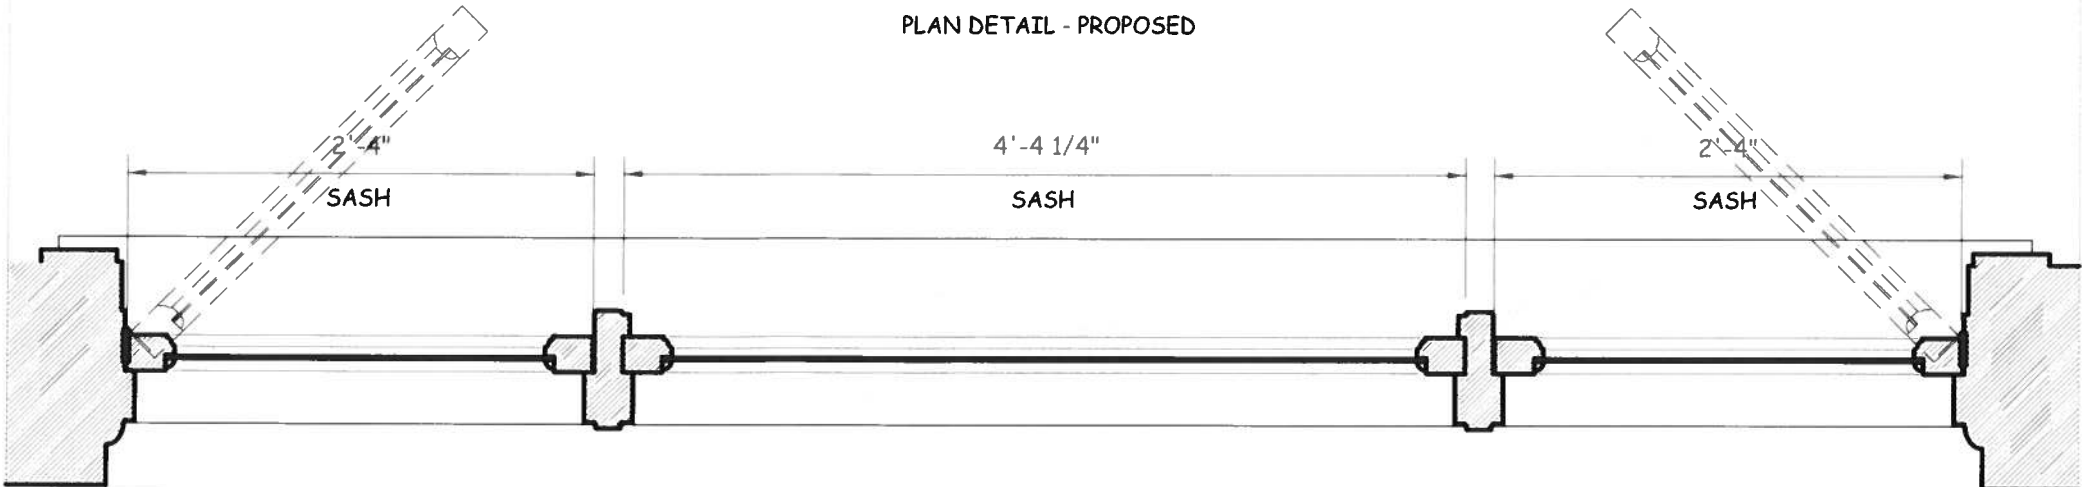 PLAN DETAIL - PROPOSED
2'-4" 4'-4 1/4" 2'-4"
SASH SASH SASH